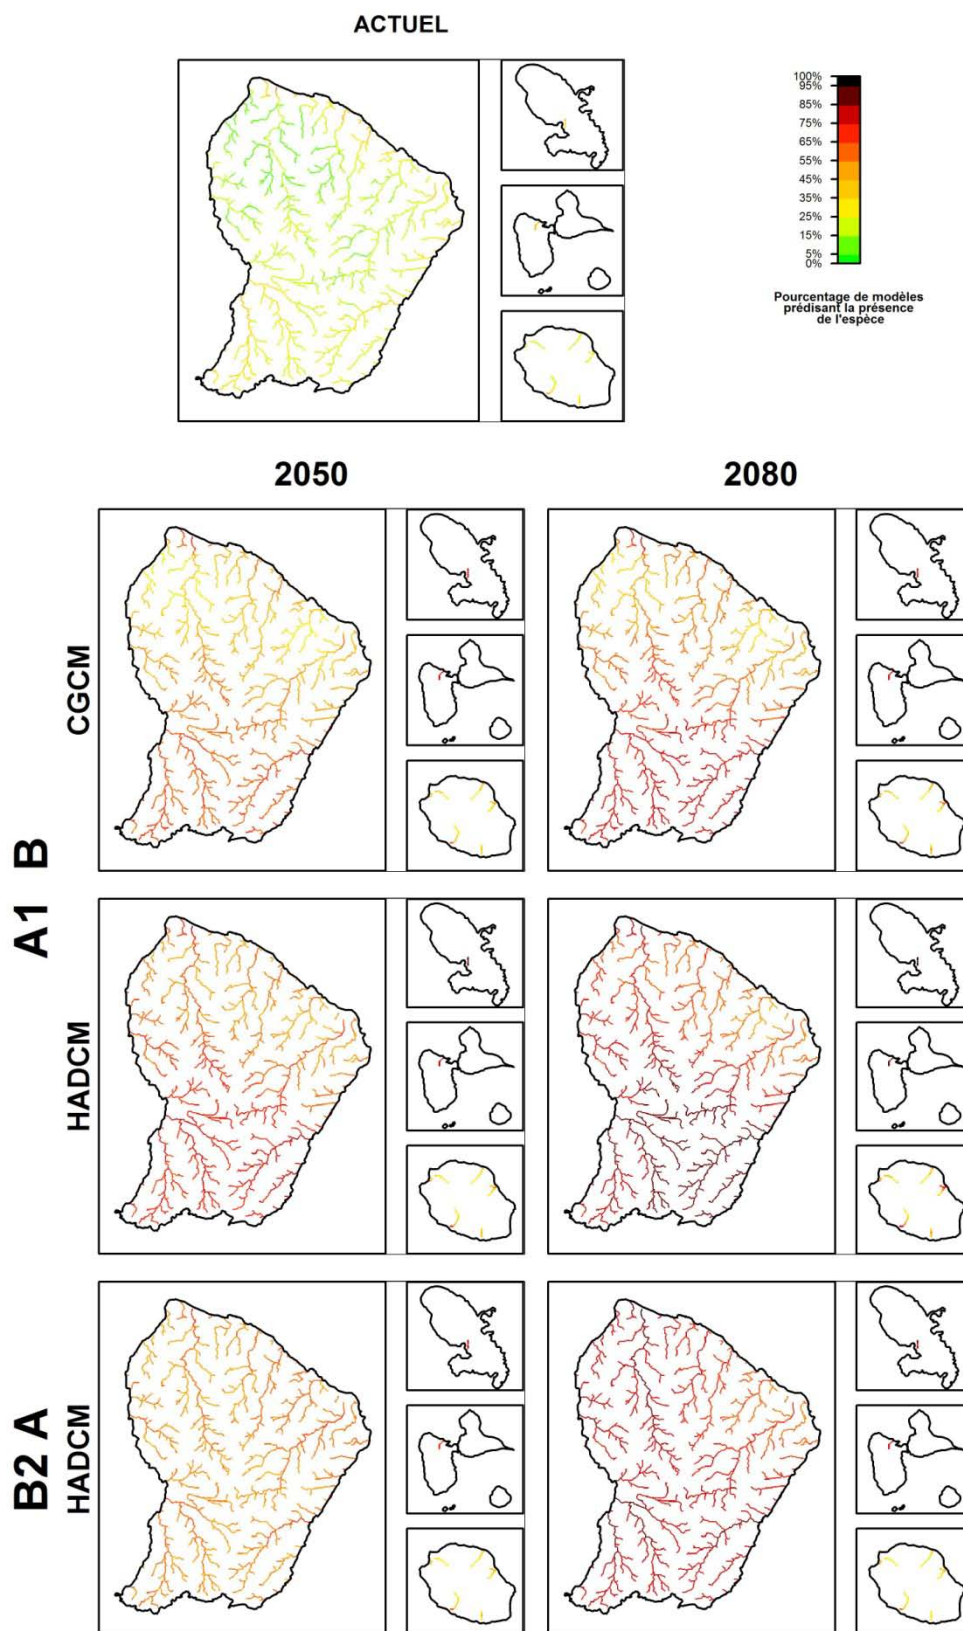 ACTUEL
100%
95%
85%
75%
65%
55%
45%
35%
25%
15%
5%
0%
Pourcentage de modèles
prédisant la présence
de l'espèce
2050
2080
CGCM
B
A1
HADCM
B2 A
HADCM